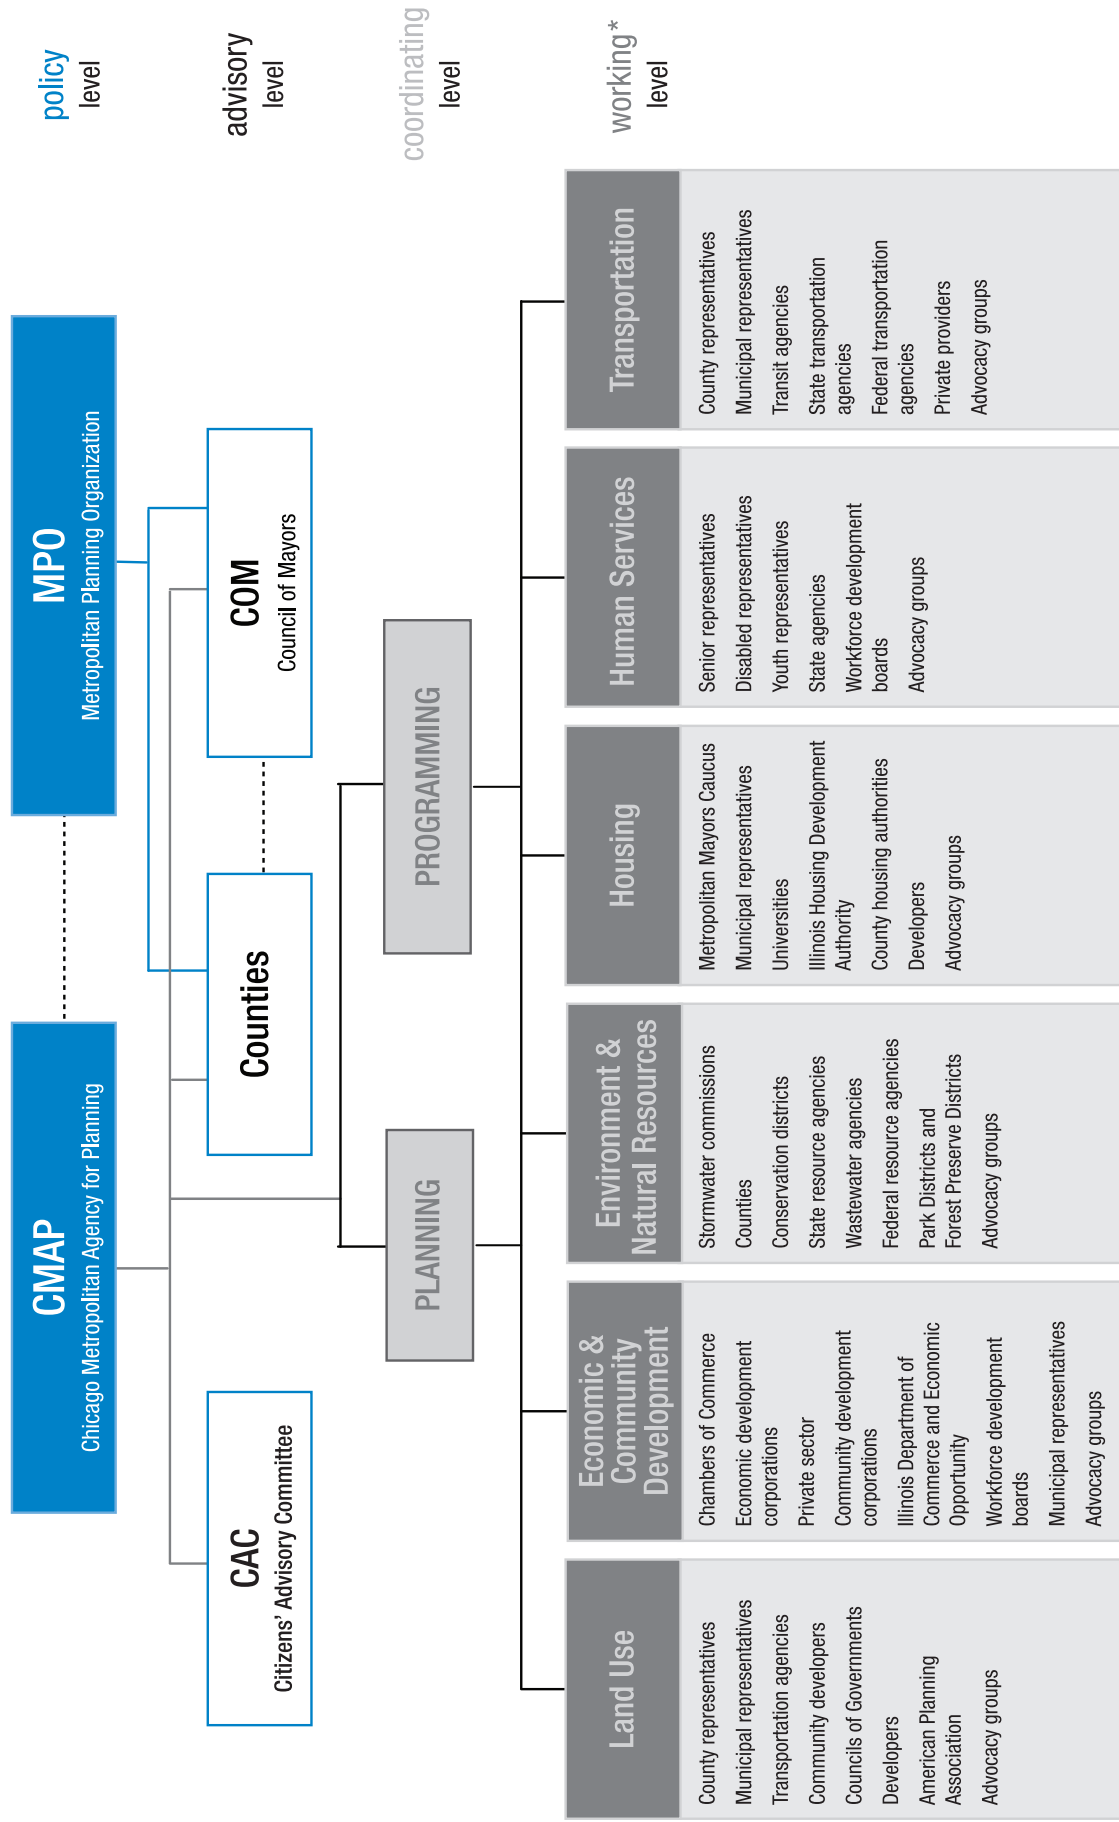 CMAP
Chicago Metropolitan Agency for Planning
MPO
Metropolitan Planning Organization
policy
level
CAC
Citizens’ Advisory Committee
Counties
COM
Council of Mayors
advisory
level
PLANNING
PROGRAMMING
coordinating
level
working*
level
Land Use
County representatives
Municipal representatives
Transportation agencies
Community developers
Councils of Governments
Developers
American Planning
Association
Advocacy groups
Economic &
Community
Development
Chambers of Commerce
Economic development
corporations
Private sector
Community development
corporations
Illinois Department of
Commerce and Economic
Opportunity
Workforce development
boards
Municipal representatives
Advocacy groups
Environment &
Natural Resources
Stormwater commissions
Counties
Conservation districts
State resource agencies
Wastewater agencies
Federal resource agencies
Park Districts and
Forest Preserve Districts
Advocacy groups
Housing
Metropolitan Mayors Caucus
Municipal representatives
Universities
Illinois Housing Development
Authority
County housing authorities
Developers
Advocacy groups
Human Services
Senior representatives
Disabled representatives
Youth representatives
State agencies
Workforce development
boards
Advocacy groups
Transportation
County representatives
Municipal representatives
Transit agencies
State transportation
agencies
Federal transportation
agencies
Private providers
Advocacy groups